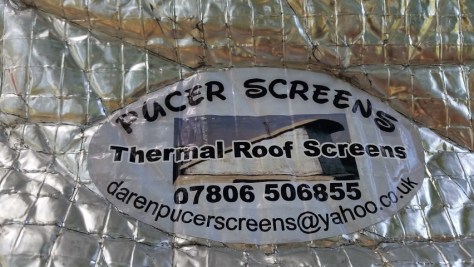 PUCER SCREENS
Thermal Roof Screens
07806 506855
darenpucerscreens@yahoo.co.uk